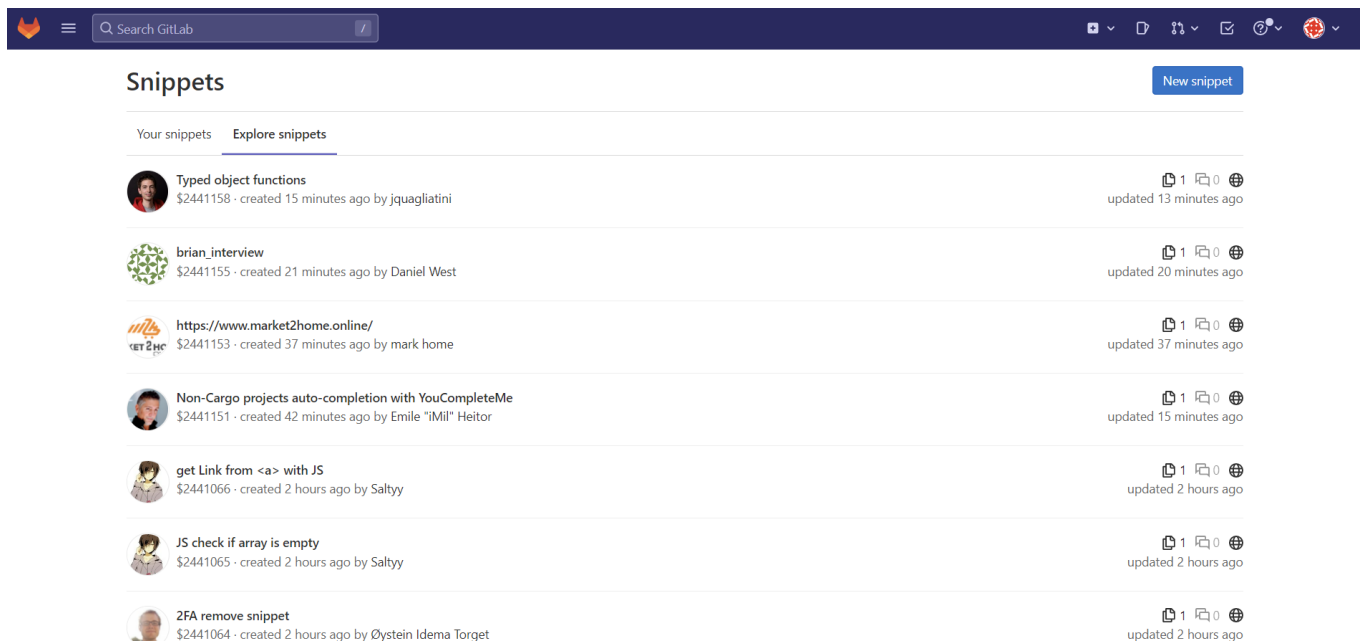 Search GitLab /
Snippets
New snippet
Your snippets Explore snippets
Typed object functions
1 0
$2441158 · created 15 minutes ago by jquagliatini
updated 13 minutes ago
brian_interview
1 0
$2441155 · created 21 minutes ago by Daniel West
updated 20 minutes ago
https://www.market2home.online/
1 0
$2441153 · created 37 minutes ago by mark home
updated 37 minutes ago
Non-Cargo projects auto-completion with YouCompleteMe
1 0
$2441151 · created 42 minutes ago by Emile "iMil" Heitor
updated 15 minutes ago
get Link from <a> with JS
1 0
$2441066 · created 2 hours ago by Saltyy
updated 2 hours ago
JS check if array is empty
1 0
$2441065 · created 2 hours ago by Saltyy
updated 2 hours ago
2FA remove snippet
1 0
$2441064 · created 2 hours ago by Øystein Idema Torget
updated 2 hours ago